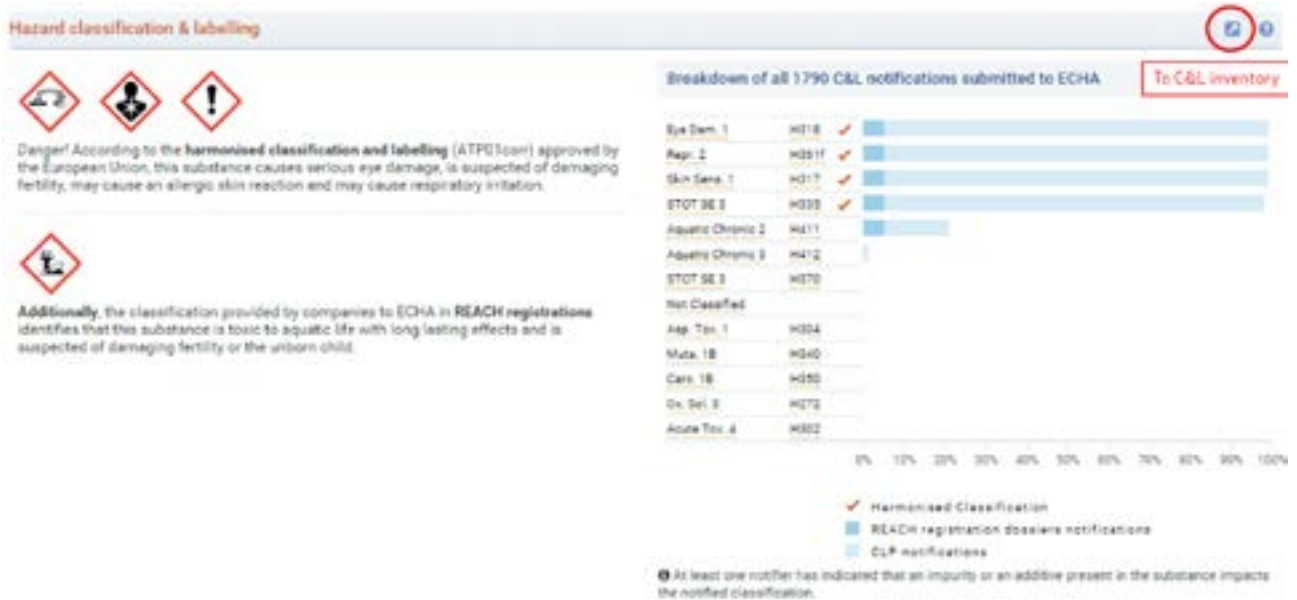 Hazard classification & labelling
Danger! According to the harmonised classification and labelling (ATP01corr) approved by
the European Union, this substance causes serious eye damage, is suspected of damaging
fertility, may cause an allergic skin reaction and may cause respiratory irritation.
Additionally, the classification provided by companies to ECHA in REACH registrations
identifies that this substance is toxic to aquatic life with long lasting effects and is
suspected of damaging fertility or the unborn child.
Breakdown of all 1790 C&L notifications submitted to ECHA
To C&L inventory
Eye Dam. 1 H318
Repr. 2 H361f
Skin Sens. 1 H317
STOT SE 3 H335
Aquatic Chronic 2 H411
Aquatic Chronic 3 H412
STOT SE H370
Not Classified
Asp. Tox. 1 H304
Muta. 1B H340
Carc. 1B H350
Ox. Sol. H272
Acute Tox. 4 H302
0% 10% 20% 30% 40% 50% 60% 70% 80% 90% 100%
Harmonised Classification
REACH registration dossiers notifications
CLP notifications
At least one notifier has indicated that an impurity or an additive present in the substance impacts
the notified classification.